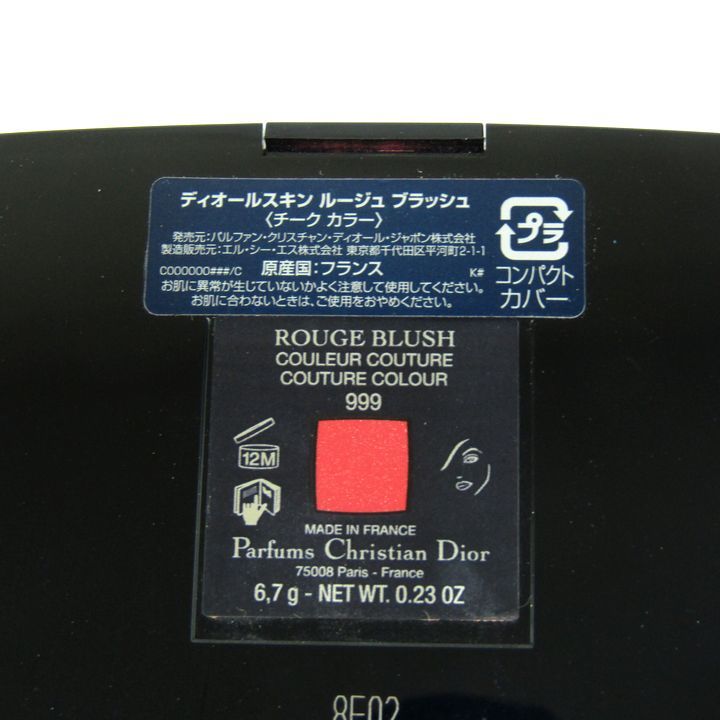 ディオールスキン ルージュ ブラッシュ
〈チーク カラー〉
発売元:パルファン・クリスチャン・ディオール・ジャポン株式会社
製造販売元:エル・シー・エス株式会社 東京都千代田区平河町2-1-1
C000000###/C 原産国:フランス K#
お肌に異常が生じていないかよく注意して使用してください。
お肌に合わないときは、ご使用をおやめください。
プラ
コンパクト
カバー
ROUGE BLUSH
COULEUR COUTURE
COUTURE COLOUR
999
12M
MADE IN FRANCE
Parfums Christian Dior
75008 Paris - France
6,7 g - NET WT. 0.23 OZ